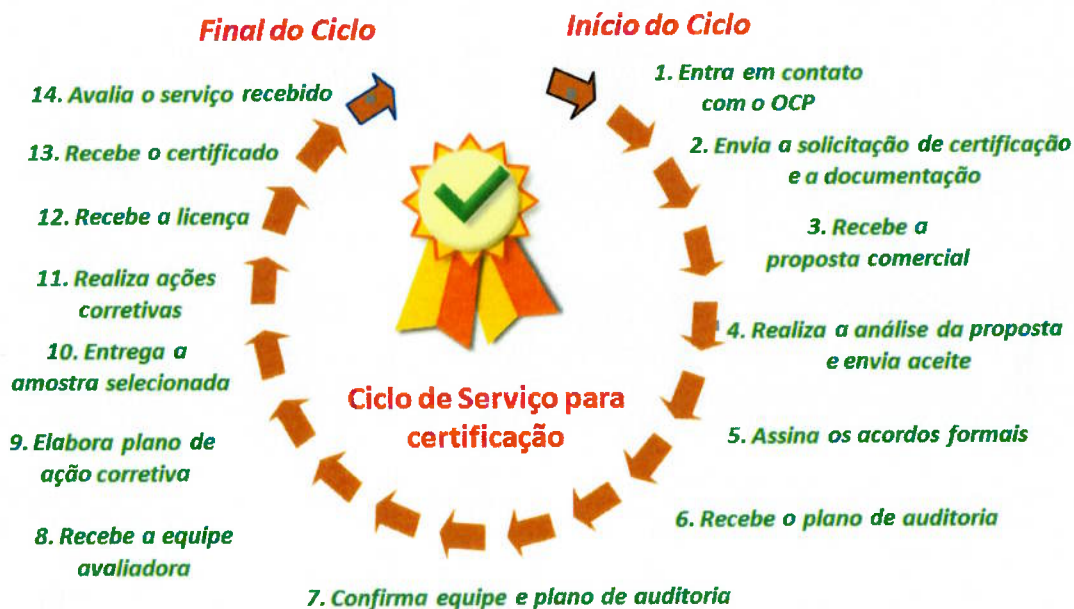 Final do Ciclo
Início do Ciclo
1. Entra em contato
com o OCP
2. Envia a solicitação de certificação
e a documentação
3. Recebe a
proposta comercial
4. Realiza a análise da proposta
e envia aceite
5. Assina os acordos formais
6. Recebe o plano de auditoria
7. Confirma equipe e plano de auditoria
8. Recebe a equipe
avaliadora
9. Elabora plano de
ação corretiva
10. Entrega a
amostra selecionada
11. Realiza ações
corretivas
12. Recebe a licença
13. Recebe o certificado
14. Avalia o serviço recebido
Ciclo de Serviço para
certificação